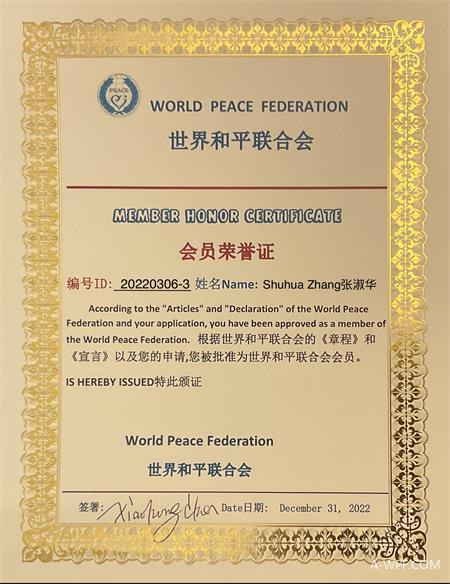 PEACE
WORLD PEACE FEDERATION
世界和平联合会
MEMBER HONOR CERTIFICATE
会员荣誉证
编号ID: 20220306-3 姓名Name: Shuhua Zhang张淑华
According to the "Articles" and "Declaration" of the World Peace
Federation and your application, you have been approved as a member of
the World Peace Federation. 根据世界和平联合会的《章程》和
《宣言》以及您的申请,您被批准为世界和平联合会会员。
IS HEREBY ISSUED特此颁证
World Peace Federation
世界和平联合会
签署: Date日期: December 31, 2022
A-WPF.COM